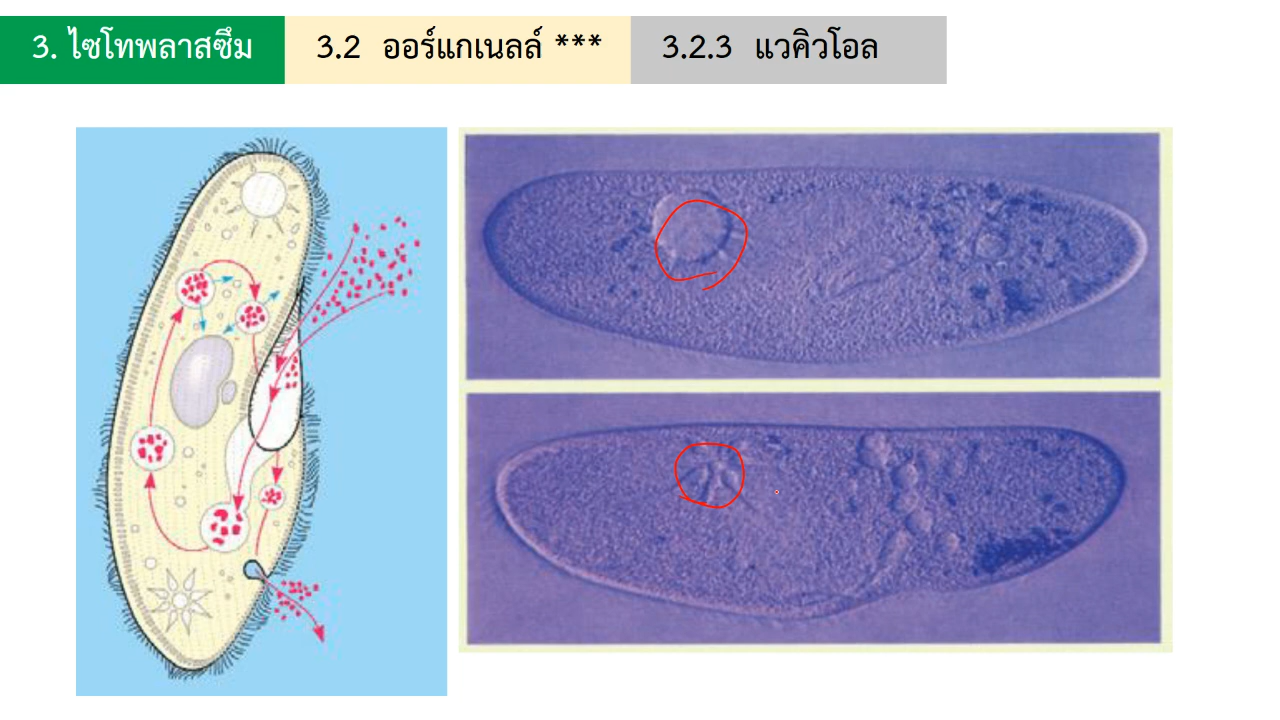 3. ไซโทพลาสซึม
3.2 ออร์แกเนลล์ ***
3.2.3 แวคิวโอล